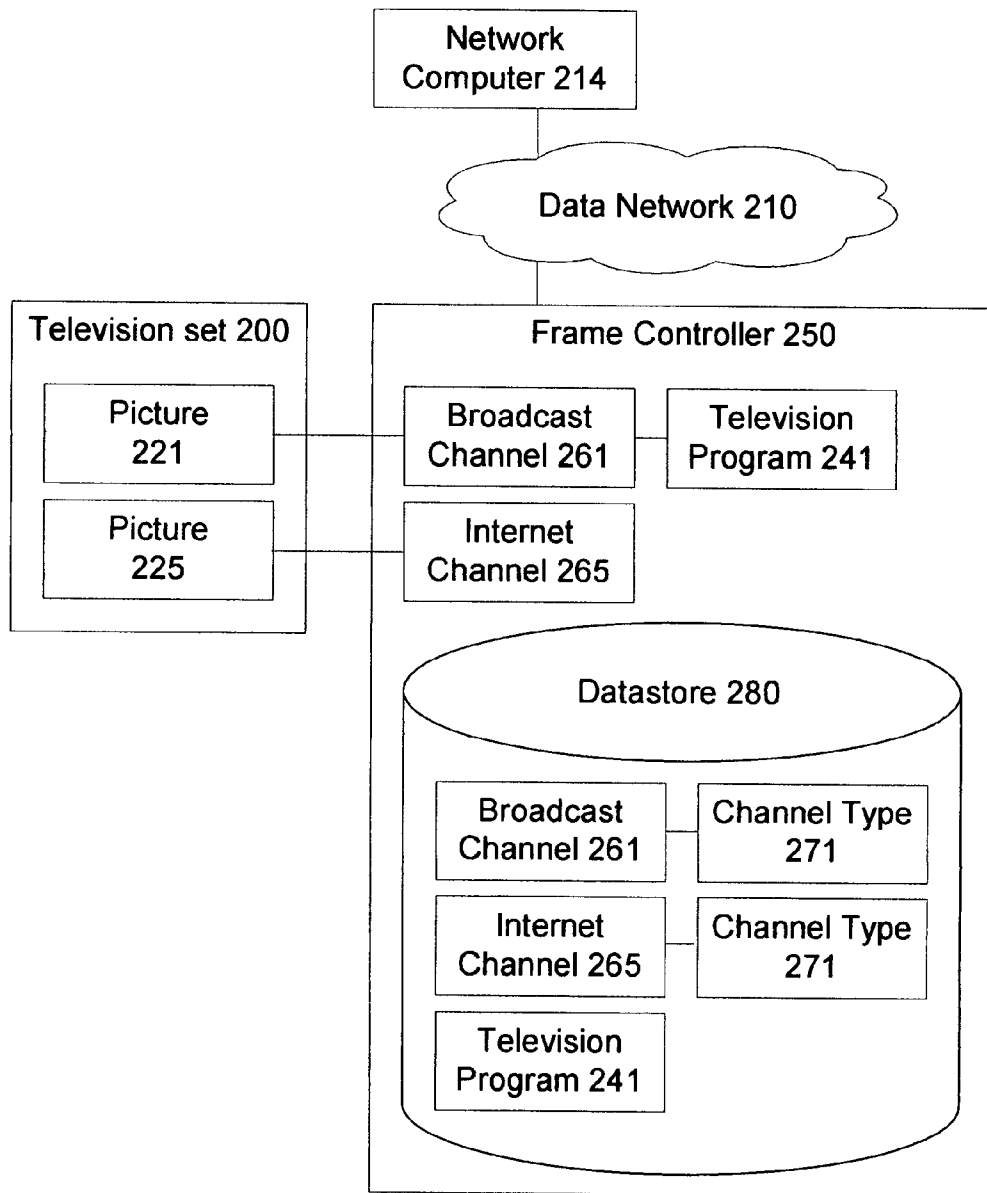 Network
Computer 214
Data Network 210
Television set 200
Frame Controller 250
Picture
221
Broadcast
Channel 261
Television
Program 241
Picture
225
Internet
Channel 265
Datastore 280
Broadcast
Channel 261
Channel Type
271
Internet
Channel 265
Channel Type
271
Television
Program 241